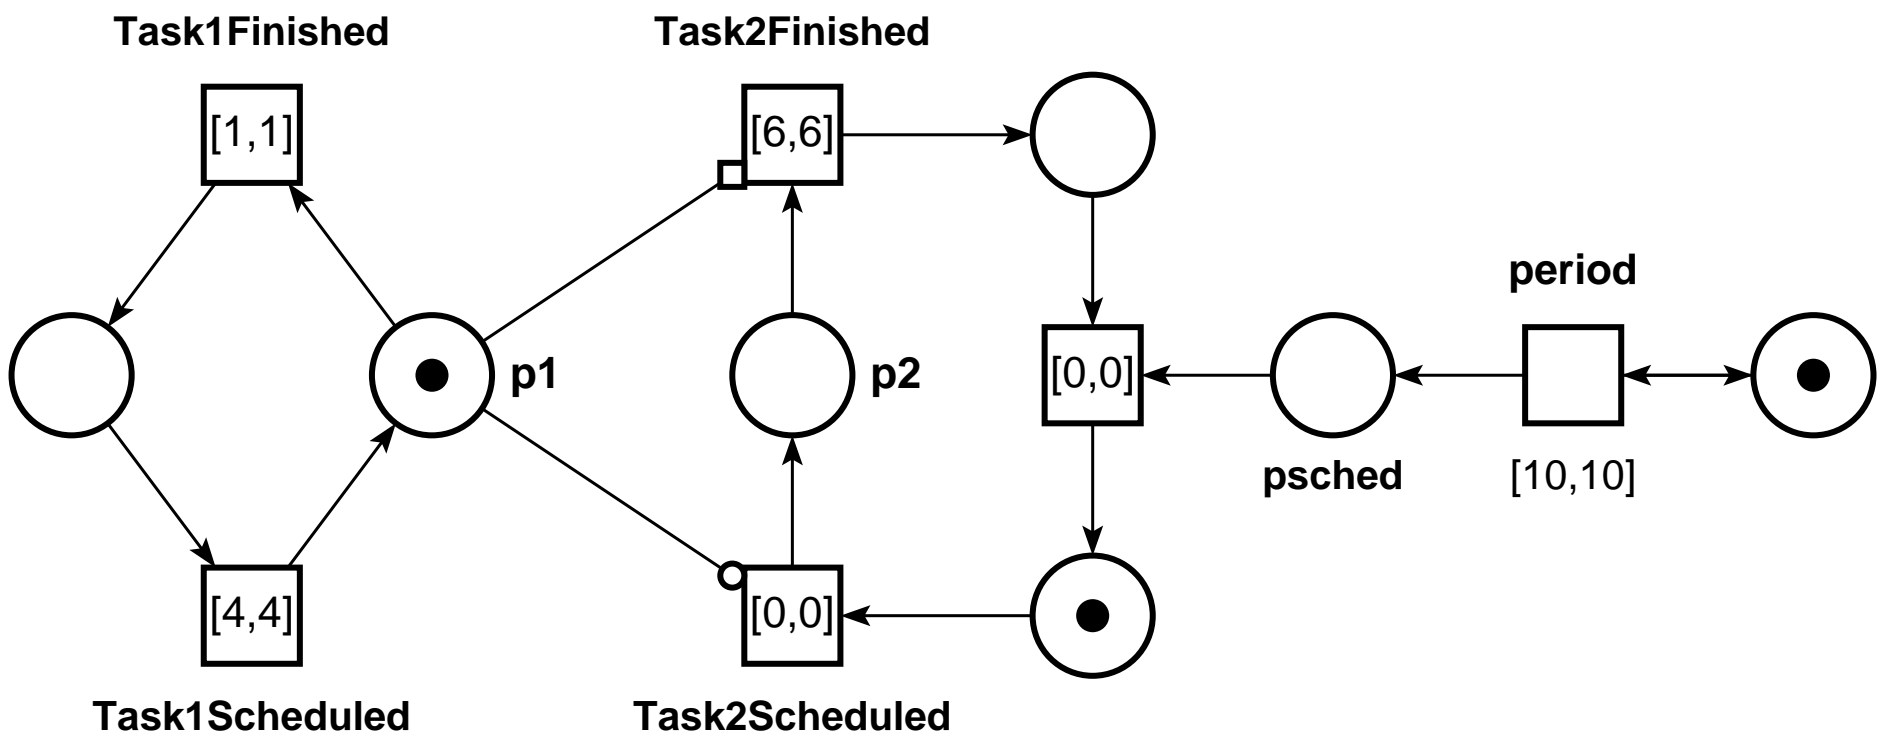 Task1Finished
Task2Finished
[1,1]
[6,6]
period
p1
p2
[0,0]
psched
[10,10]
[4,4]
[0,0]
Task1Scheduled
Task2Scheduled